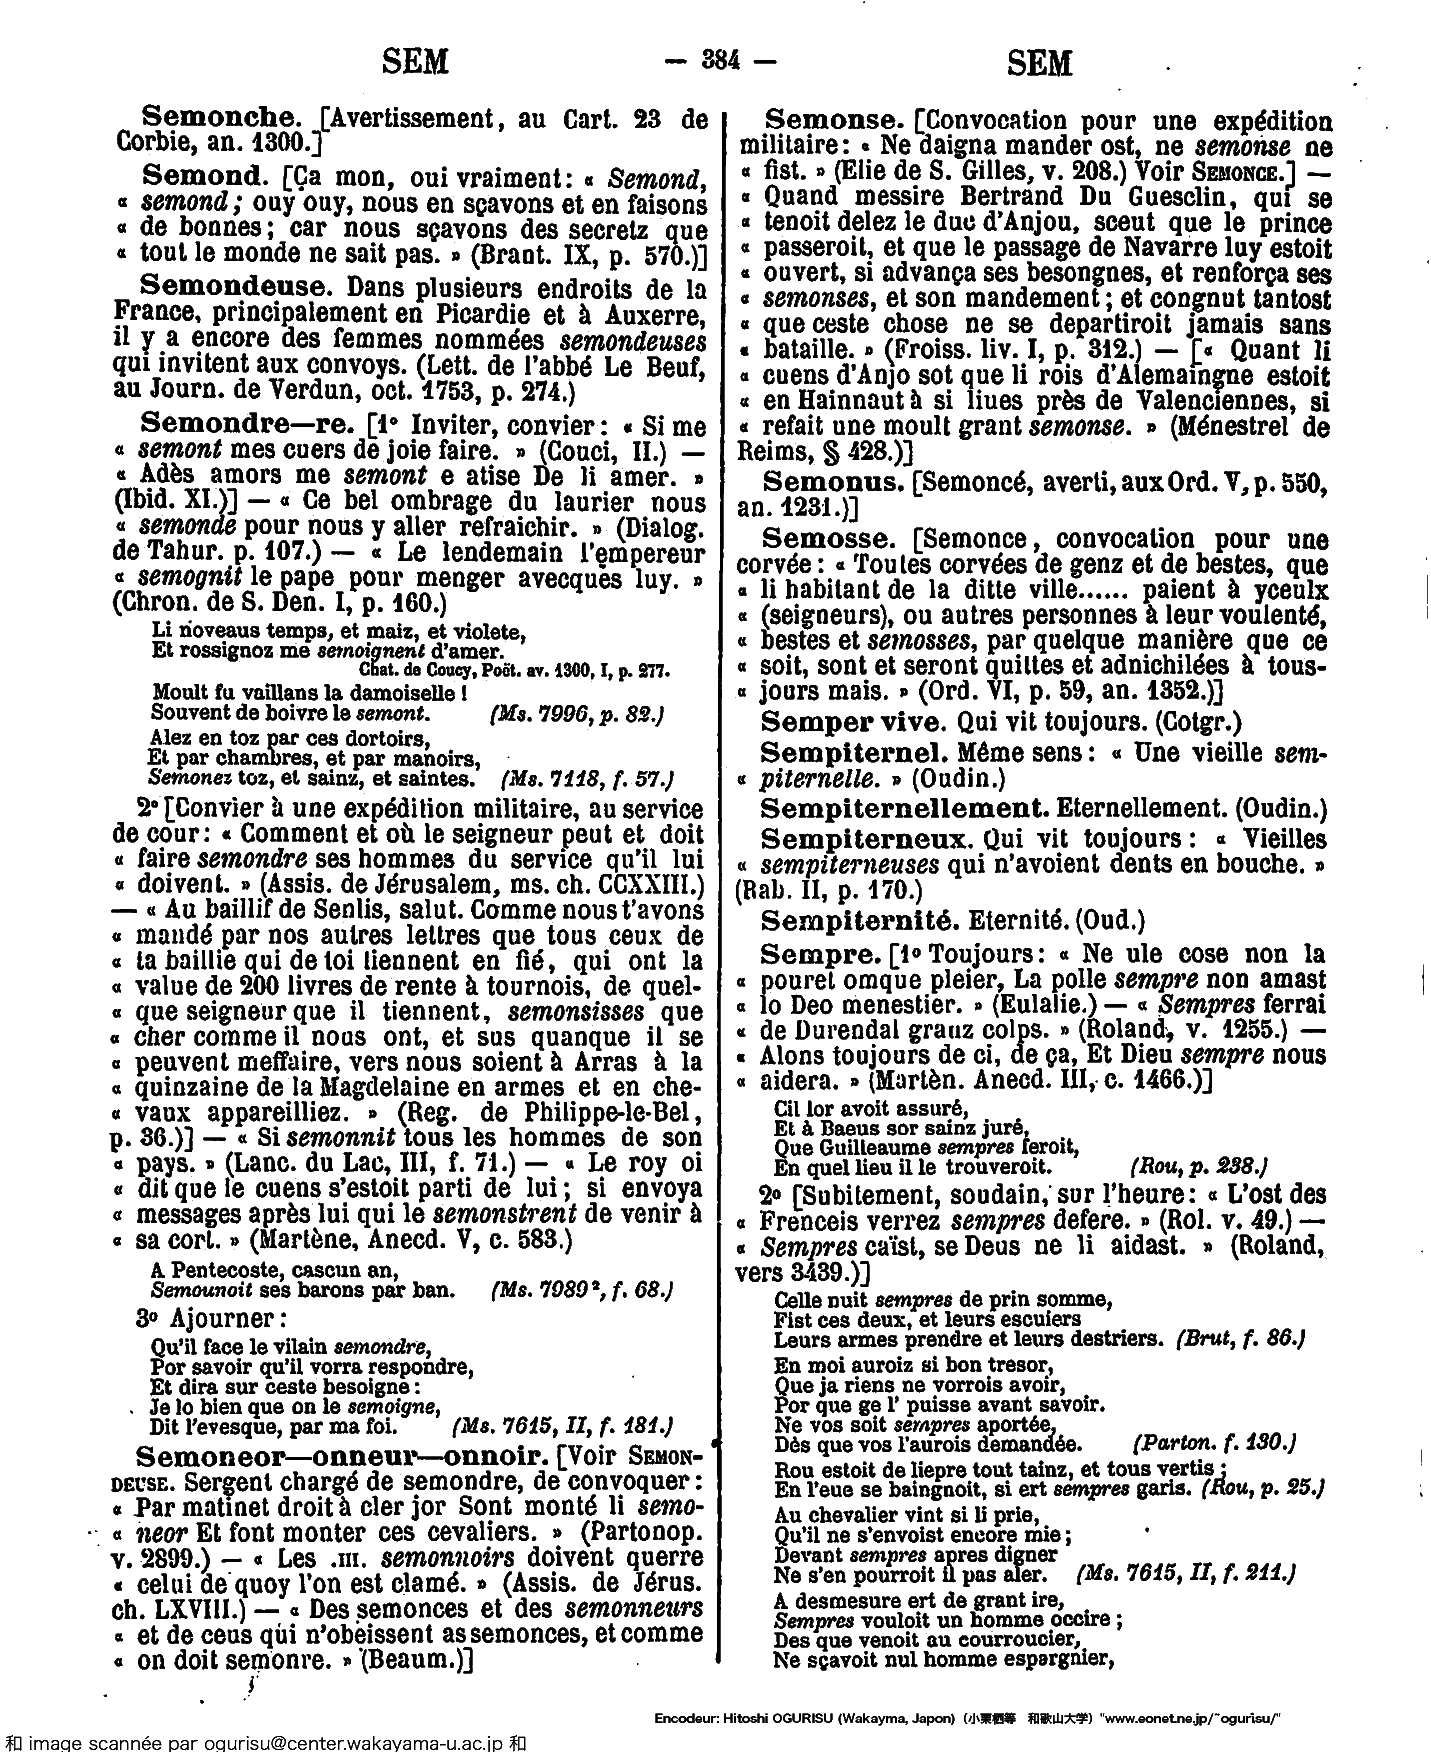 SEM — 384 — SEM
Semonche. [Avertissement, au Cart. 23 de
Corbie, an. 1300.]
Semond. [Ça mon, oui vraiment : « Semond,
« semond ; ouy ouy, nous en sçavons et en faisons
« de bonnes ; car nous sçavons des secretz que
« tout le monde ne sait pas. » (Brant. IX, p. 570.)]
Semondeuse. Dans plusieurs endroits de la
France, principalement en Picardie et à Auxerre,
il y a encore des femmes nommées semondeuses
qui invitent aux convoys. (Lett. de l'abbé Le Beuf,
au Journ. de Verdun, oct. 1753, p. 274.)
Semondre—re. [1° Inviter, convier : « Si me
« semont mes cuers de joie faire. » (Couci, II.) —
« Adès amors me semont e atise De li amer. »
(Ibid. XI.)] — « Ce bel ombrage du laurier nous
« semonde pour nous y aller refraichir. » (Dialog.
de Tahur. p. 107.) — « Le lendemain l'empereur
« semognit le pape pour menger avecques luy. »
(Chron. de S. Den. I, p. 160.)
Li noveaus temps, et maiz, et violete,
Et rossignoz me semoignent d'amer.
Chat. de Coucy, Poët. av. 1300, I, p. 277.
Moult fu vaillans la damoiselle !
Souvent de boivre le semont. (Ms. 7996, p. 82.)
Alez en toz par ces dortoirs,
Et par chambres, et par manoirs,
Semonez toz, et sainz, et saintes. (Ms. 7118, f. 57.)
2° [Convier à une expédition militaire, au service
de cour : « Comment et où le seigneur peut et doit
« faire semondre ses hommes du service qu'il lui
« doivent. » (Assis. de Jérusalem, ms. ch. CCXXIII.)
— « Au baillif de Senlis, salut. Comme nous t'avons
« mandé par nos autres lettres que tous ceux de
« ta baillie qui de toi tiennent en fié, qui ont la
« value de 200 livres de rente à tournois, de quel-
« que seigneur que il tiennent, semonsisses que
« cher comme il nous ont, et sus quanque il se
« peuvent meffaire, vers nous soient à Arras à la
« quinzaine de la Magdelaine en armes et en che-
« vaux appareilliez. » (Reg. de Philippe-le-Bel,
p. 36.)] — « Si semonnit tous les hommes de son
« pays. » (Lanc. du Lac, III, f. 71.) — « Le roy oi
« dit que le cuens s'estoit parti de lui ; si envoya
« messages après lui qui le semonstrent de venir à
« sa cort. » (Martène, Anecd. V, c. 583.)
A Pentecoste, cascun an,
Semounoit ses barons par ban. (Ms. 7989², f. 68.)
3° Ajourner :
Qu'il face le vilain semondre,
Por savoir qu'il vorra respondre,
Et dira sur ceste besoigne :
Je lo bien que on le semoigne,
Dit l'evesque, par ma foi. (Ms. 7615, II, f. 181.)
Semoneor—onneur—onnoir. [Voir SEMON-
DEUSE. Sergent chargé de semondre, de convoquer :
« Par matinet droit à cler jor Sont monté li semo-
« neor Et font monter ces cevaliers. » (Partonop.
v. 2899.) — « Les .III. semonnoirs doivent querre
« celui de quoy l'on est clamé. » (Assis. de Jérus.
ch. LXVIII.) — « Des semonces et des semonneurs
« et de ceus qui n'obeissent as semonces, et comme
« on doit semonre. » (Beaum.)]
Semonse. [Convocation pour une expédition
militaire : « Ne daigna mander ost, ne semonse ne
« fist. » (Elie de S. Gilles, v. 208.) Voir SEMONCE.] —
« Quand messire Bertrand Du Guesclin, qui se
« tenoit delez le duc d'Anjou, sceut que le prince
« passeroit, et que le passage de Navarre luy estoit
« ouvert, si advança ses besongnes, et renforça ses
« semonses, et son mandement ; et congnut tantost
« que ceste chose ne se departiroit jamais sans
« bataille. » (Froiss. liv. I, p. 312.) — [« Quant li
« cuens d'Anjo sot que li rois d'Alemaingne estoit
« en Hainnaut à si liues près de Valenciennes, si
« refait une moult grant semonse. » (Ménestrel de
Reims, § 428.)]
Semonus. [Semoncé, averti, aux Ord. V, p. 550,
an. 1231.)]
Semosse. [Semonce, convocation pour une
corvée : « Toutes corvées de genz et de bestes, que
« li habitant de la ditte ville...... paient à yceulx
« (seigneurs), ou autres personnes à leur voulenté,
« bestes et semosses, par quelque manière que ce
« soit, sont et seront quittes et adnichilées à tous-
« jours mais. » (Ord. VI, p. 59, an. 1352.)]
Semper vive. Qui vit toujours. (Cotgr.)
Sempiternel. Même sens : « Une vieille sem-
« piternelle. » (Oudin.)
Sempiternellement. Eternellement. (Oudin.)
Sempiterneux. Qui vit toujours : « Vieilles
« sempiterneuses qui n'avoient dents en bouche. »
(Rab. II, p. 170.)
Sempiternité. Eternité. (Oud.)
Sempre. [1° Toujours : « Ne ule cose non la
« pouret omque pleier, La polle sempre non amast
« lo Deo menestier. » (Eulalie.) — « Sempres ferrai
« de Durendal granz colps. » (Roland, v. 1255.) —
« Alons toujours de ci, de ça, Et Dieu sempre nous
« aidera. » (Martèn. Anecd. III, c. 1466.)]
Cil lor avoit assuré,
Et à Baeus sor sainz juré,
Que Guilleaume sempres feroit,
En quel lieu il le trouveroit. (Rou, p. 238.)
2° [Subitement, soudain, sur l'heure : « L'ost des
« Frenceis verrez sempres defere. » (Rol. v. 49.) —
« Sempres caïst, se Deus ne li aidast. » (Roland,
vers 3439.)]
Celle nuit sempres de prin somme,
Fist ces deux, et leurs escuiers
Leurs armes prendre et leurs destriers. (Brut, f. 86.)
En moi auroiz si bon tresor,
Que ja riens ne vorrois avoir,
Por que ge l' puisse avant savoir.
Ne vos soit sempres aportée,
Dès que vos l'aurois demandée. (Parton. f. 130.)
Rou estoit de liepre tout tainz, et tous vertis ;
En l'eue se baingnoit, si ert sempres garis. (Rou, p. 25.)
Au chevalier vint si li prie,
Qu'il ne s'envoist encore mie ;
Devant sempres apres digner
Ne s'en pourroit il pas aler. (Ms. 7615, II, f. 211.)
A desmesure ert de grant ire,
Sempres vouloit un homme occire ;
Des que venoit au courroucier,
Ne sçavoit nul homme espargnier,
Encodeur: Hitoshi OGURISU (Wakayma, Japon) (小栗栖等 和歌山大学) "www.eonet.ne.jp/~ogurisu/"
和 image scannée par ogurisu@center.wakayama-u.ac.jp 和